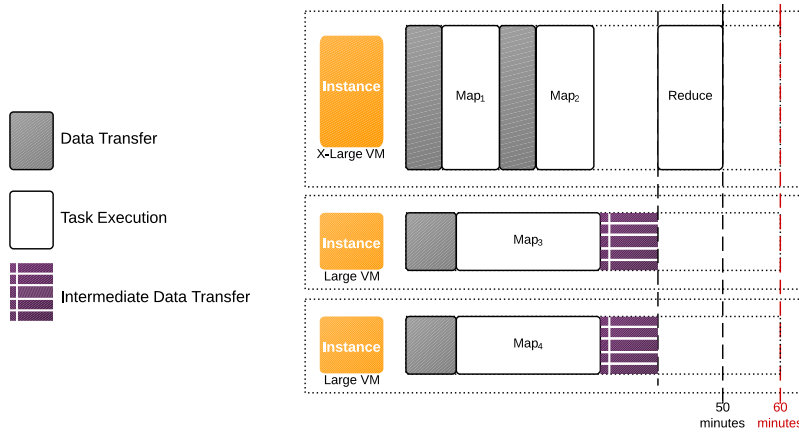 Data Transfer
Task Execution
Intermediate Data Transfer
Instance
X-Large VM
Map₁
Map₂
Reduce
Instance
Large VM
Map₃
Instance
Large VM
Map₄
50
minutes
60
minutes